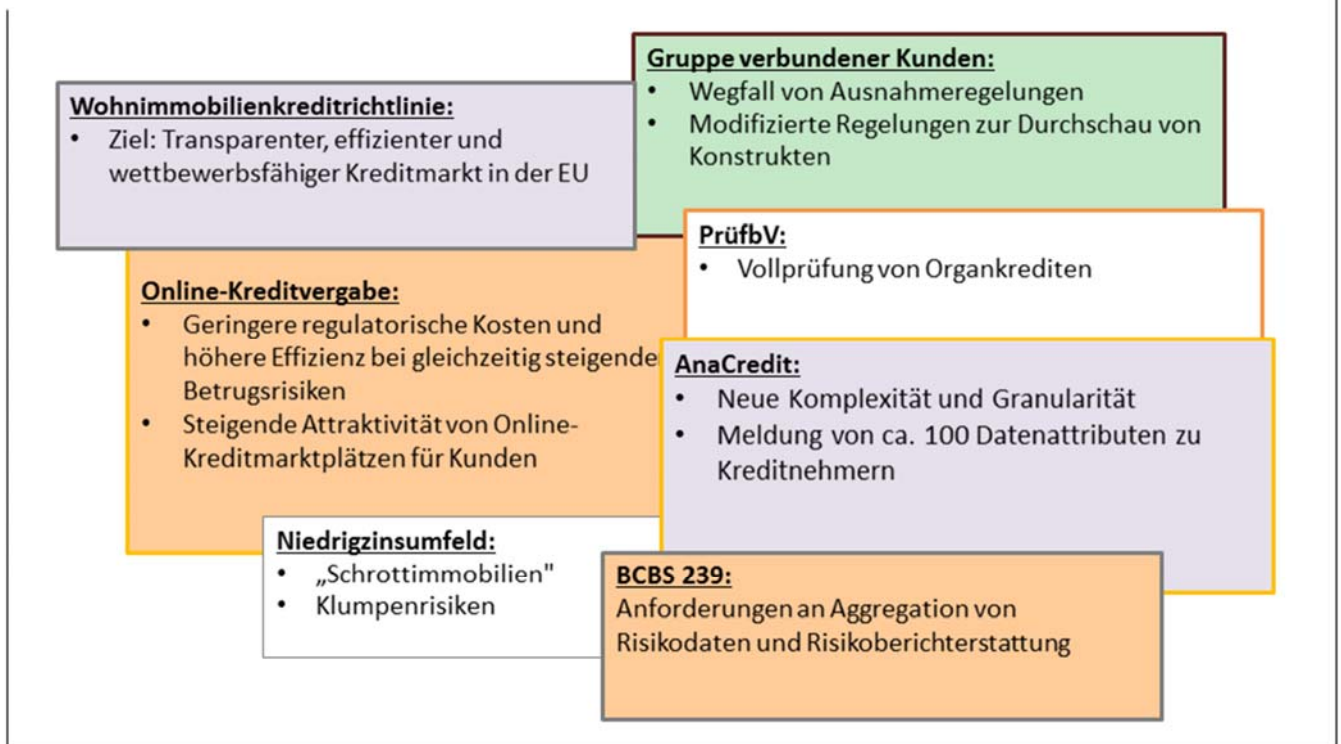 Gruppe verbundener Kunden:
• Wegfall von Ausnahmeregelungen
• Modifizierte Regelungen zur Durchschau von
Konstrukten
Wohnimmobilienkreditrichtlinie:
• Ziel: Transparenter, effizienter und
wettbewerbsfähiger Kreditmarkt in der EU
PrüfbV:
• Vollprüfung von Organkrediten
Online-Kreditvergabe:
• Geringere regulatorische Kosten und
höhere Effizienz bei gleichzeitig steigende
Betrugsrisiken
• Steigende Attraktivität von Online-
Kreditmarktplätzen für Kunden
AnaCredit:
• Neue Komplexität und Granularität
• Meldung von ca. 100 Datenattributen zu
Kreditnehmern
Niedrigzinsumfeld:
• „Schrottimmobilien"
• Klumpenrisiken
BCBS 239:
Anforderungen an Aggregation von
Risikodaten und Risikoberichterstattung